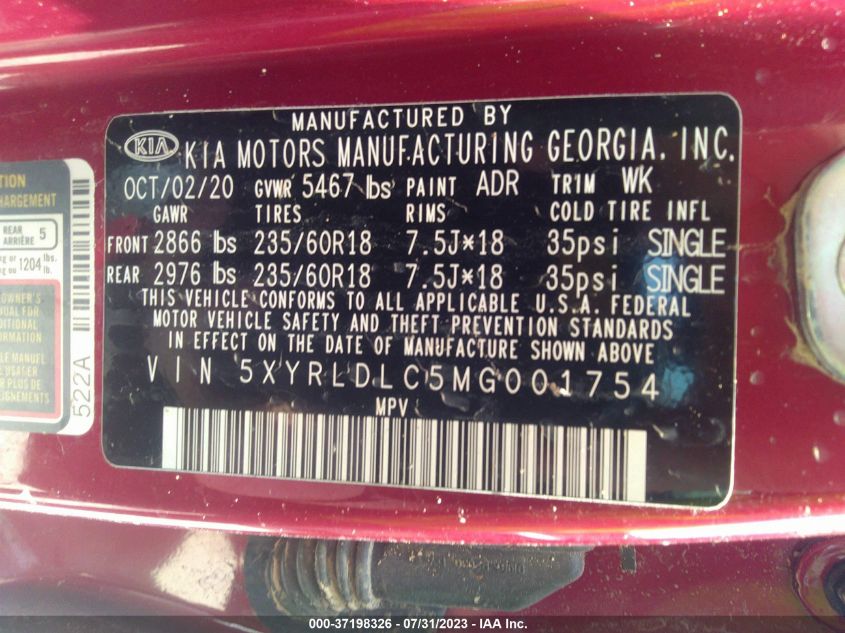 MANUFACTURED BY
KIA KIA MOTORS MANUFACTURING GEORGIA. INC.
OCT/02/20 GVWR 5467 lbs PAINT ADR TRIM WK
GAWR TIRES RIMS COLD TIRE INFL
FRONT 2866 lbs 235/60R18 7.5J*18 35psi SINGLE
REAR 2976 lbs 235/60R18 7.5J*18 35psi SINGLE
THIS VEHICLE CONFORMS TO ALL APPLICABLE U.S.A. FEDERAL
MOTOR VEHICLE SAFETY AND THEFT PREVENTION STANDARDS
IN EFFECT ON THE DATE OF MANUFACTURE SHOWN ABOVE
VIN 5XYRLDLC5MG001754
MPV
REAR
ARRIÈRE 5
1204 lbs.
lb.
MANUEL
522A
000-37198326 - 07/31/2023 - IAA Inc.